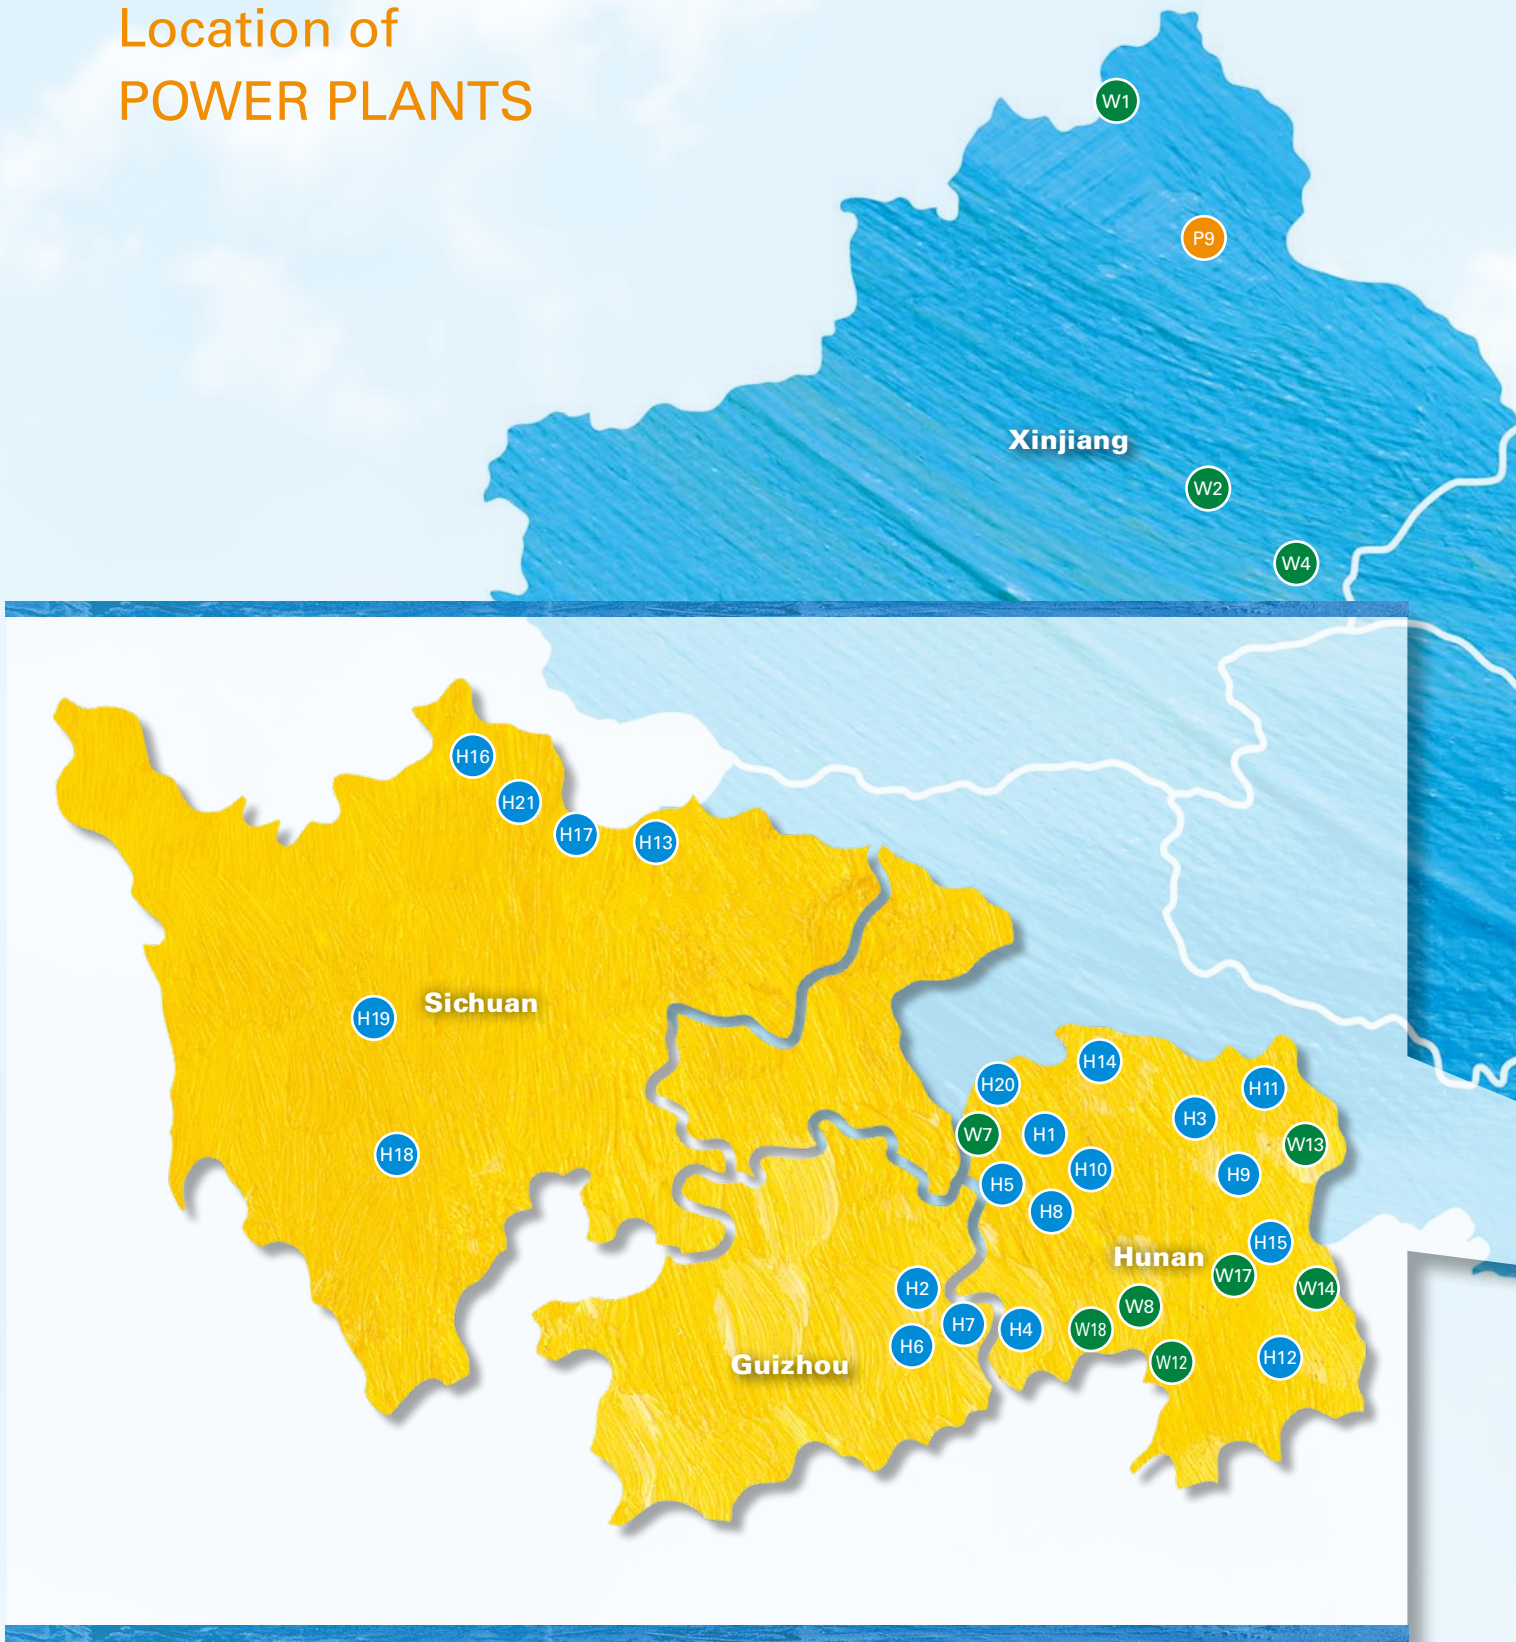 Location of
POWER PLANTS
W1
P9
Xinjiang
W2
W4
H16
H21
H17
H13
Sichuan
H19
H18
H14
H20
H11
H3
W7
H1
W13
H10
H9
H5
H8
H15
Hunan
W17
H2
W14
W8
H7
H4
W18
H6
Guizhou
W12
H12